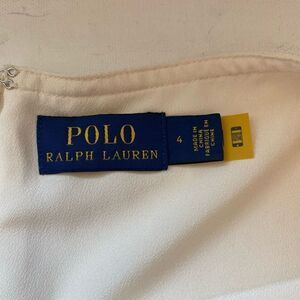 POLO
RALPH LAUREN
4
MADE IN
CHINA
FABRIQUÉ EN
CHINE